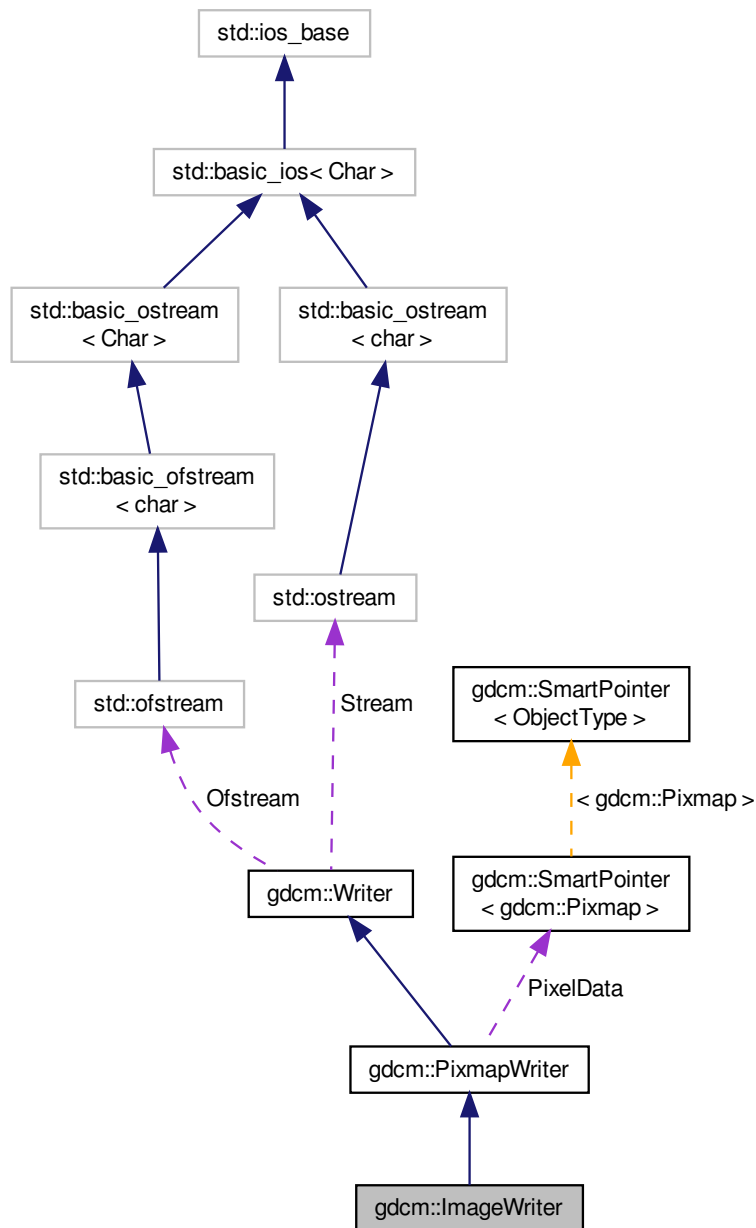 std::ios_base
std::basic_ios< Char >
std::basic_ostream
< Char >
std::basic_ostream
< char >
std::basic_ofstream
< char >
std::ostream
std::ofstream
Stream
gdcm::SmartPointer
< ObjectType >
Ofstream
< gdcm::Pixmap >
gdcm::Writer
gdcm::SmartPointer
< gdcm::Pixmap >
PixelData
gdcm::PixmapWriter
gdcm::ImageWriter